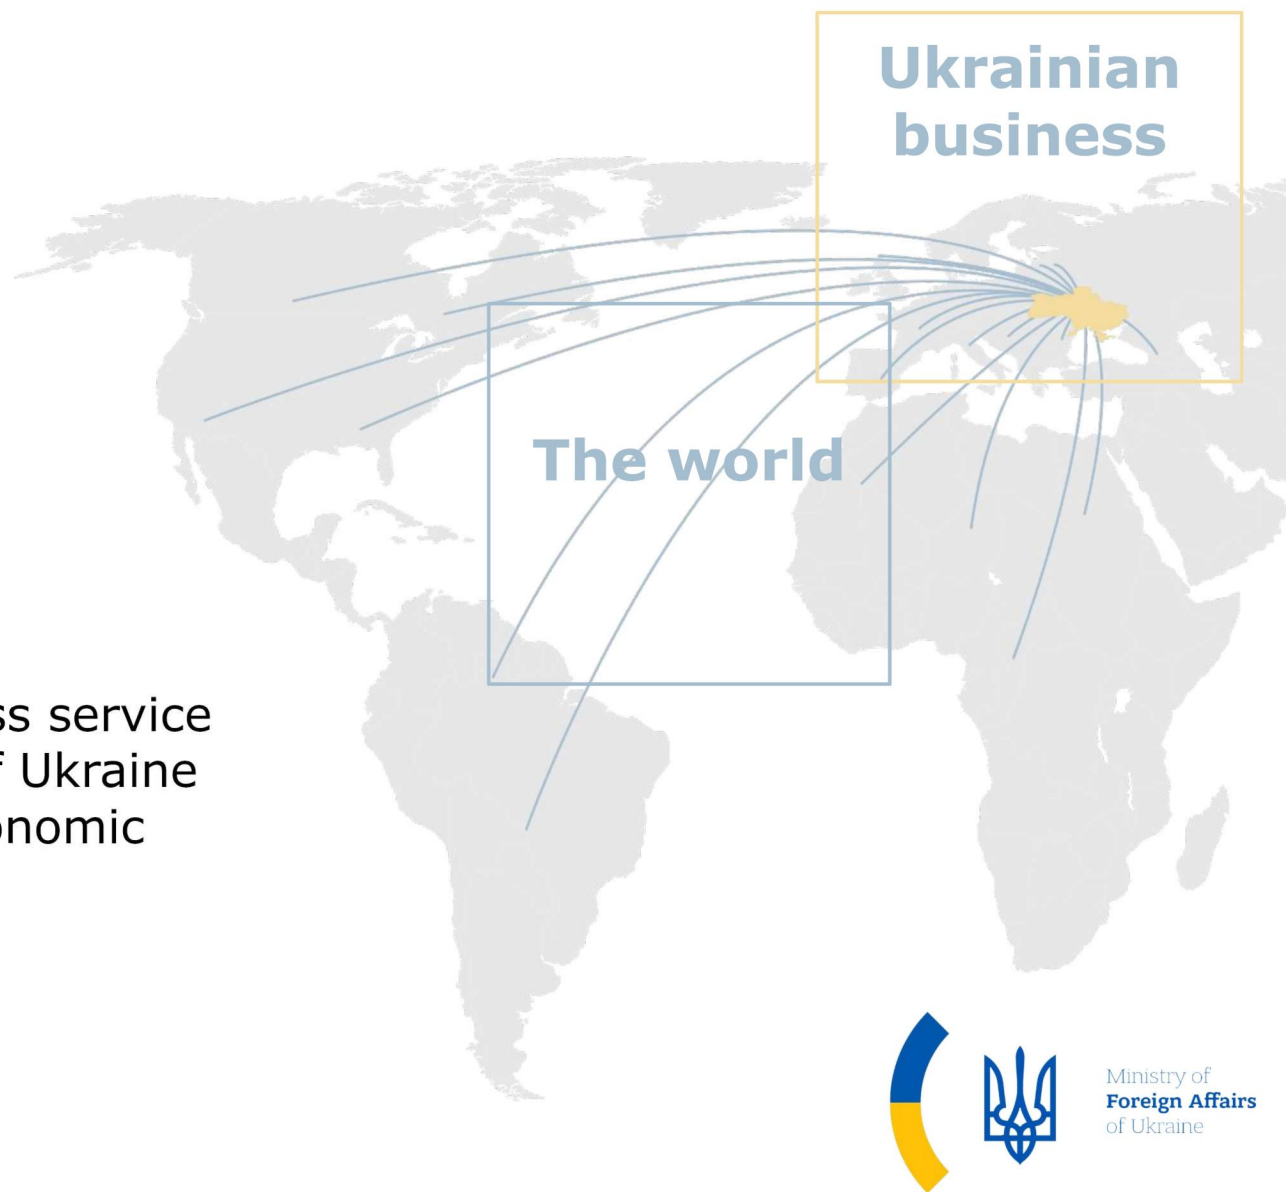 Ukrainian
business
The world
ss service
f Ukraine
onomic
Ministry of
Foreign Affairs
of Ukraine